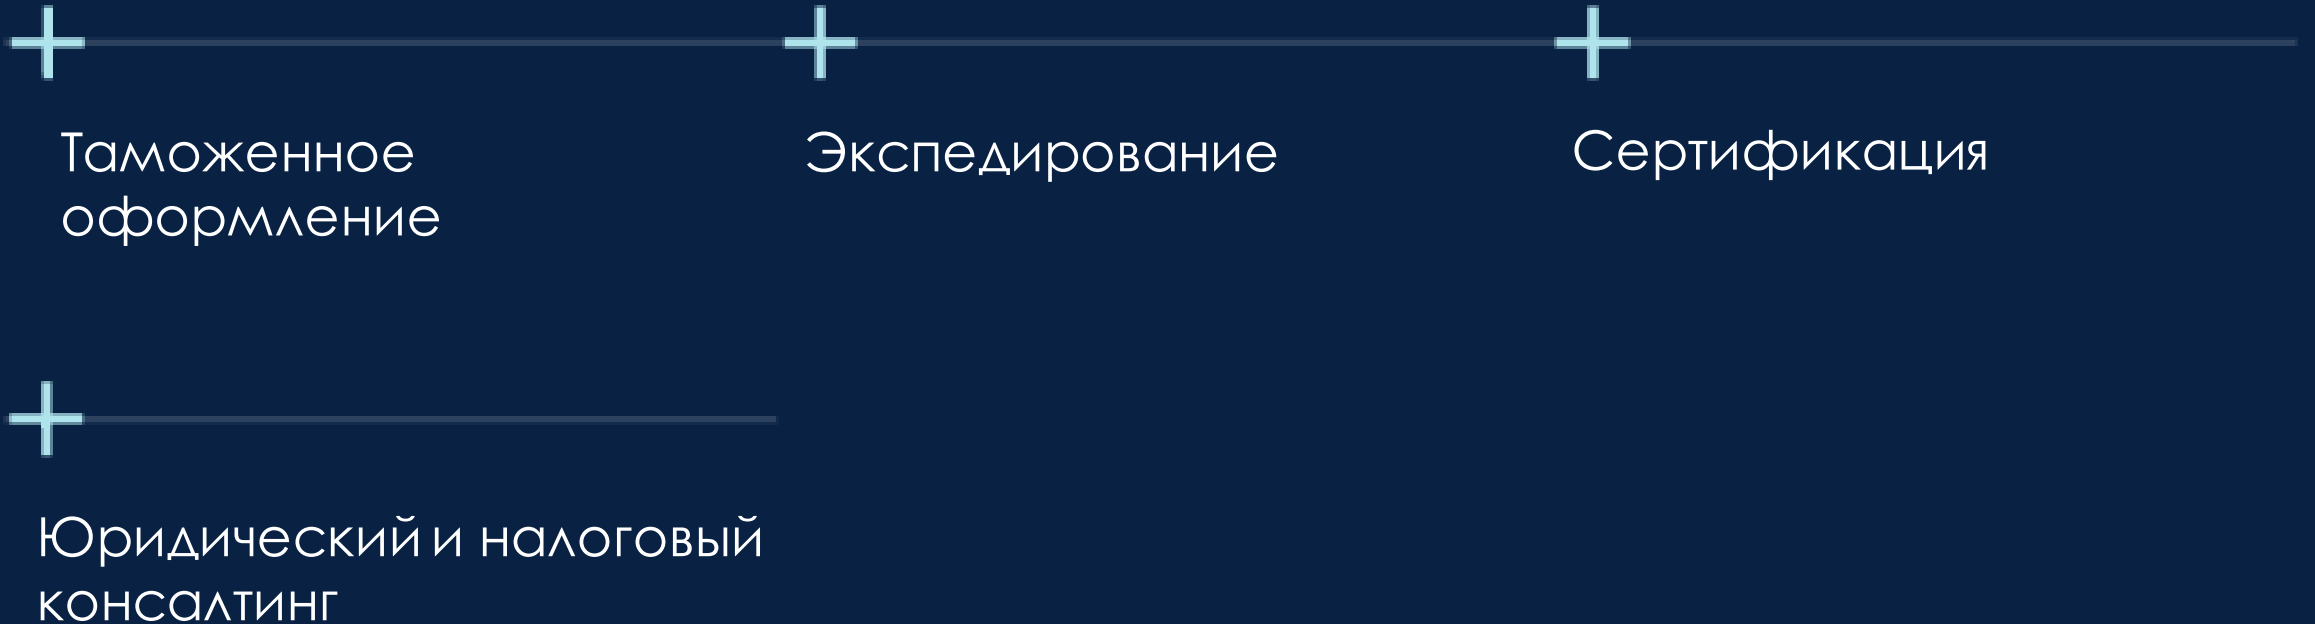 Таможенное
оформление
Экспедирование
Сертификация
Юридический и налоговый
консалтинг